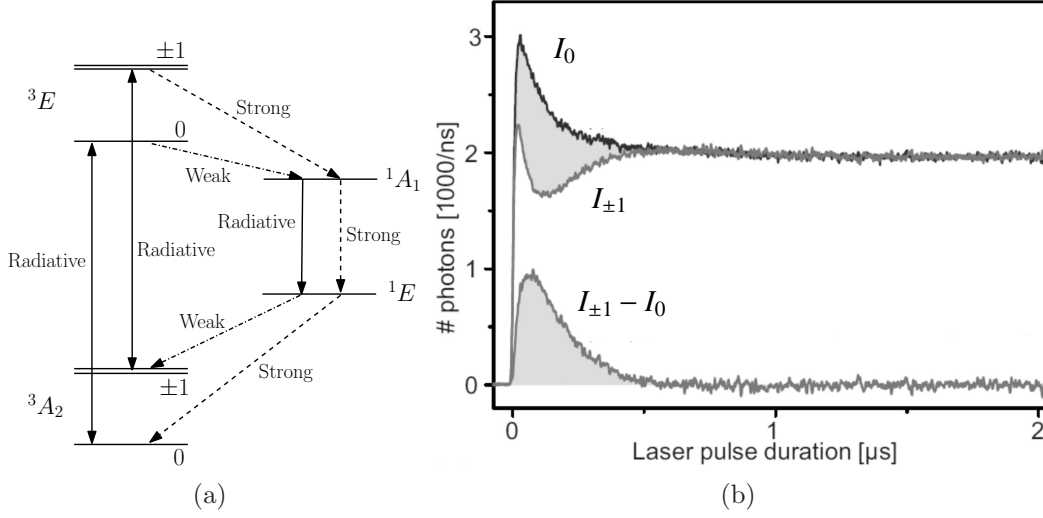 ±1
³E
Strong
0
Weak
¹A₁
Radiative
Radiative
Radiative
Strong
¹E
Weak
Strong
±1
³A₂
0
(a)
# photons [1000/ns]
3
2
1
0
I₀
I±₁
I±₁ − I₀
0
1
2
Laser pulse duration [µs]
(b)